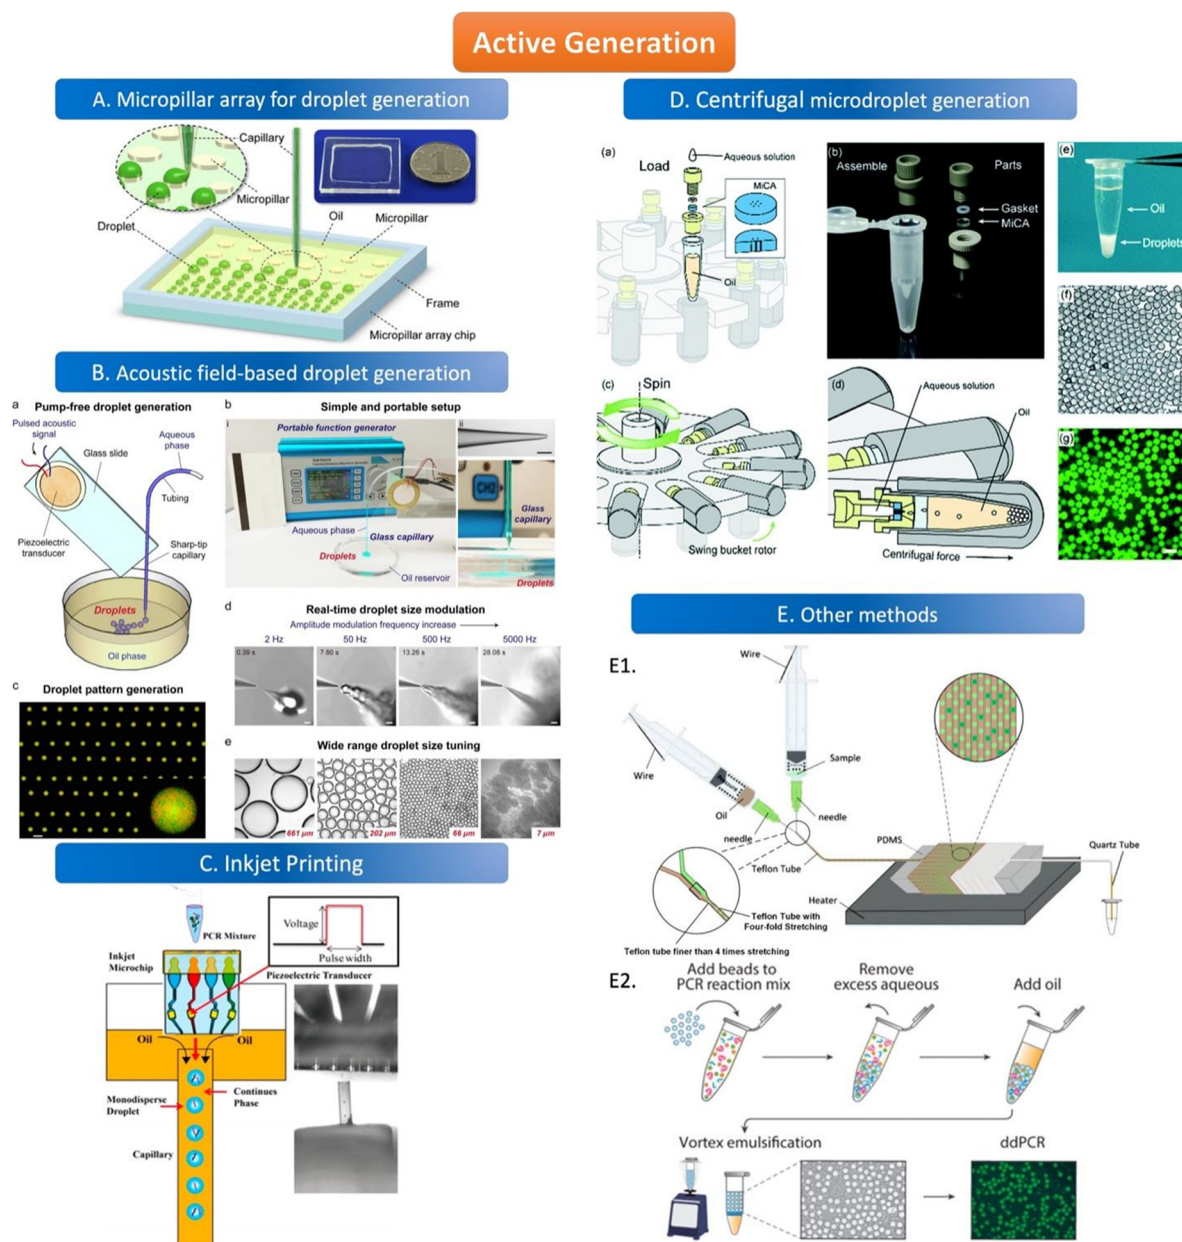 Active Generation
A. Micropillar array for droplet generation
Capillary
Micropillar
Droplet
Oil
Micropillar
Frame
Micropillar array chip
B. Acoustic field-based droplet generation
a
Pump-free droplet generation
Pulsed acoustic
signal
Glass slide
Aqueous
phase
Tubing
Piezoelectric
transducer
Sharp-tip
capillary
Droplets
Oil phase
b
Simple and portable setup
i
Portable function generator
ii
CH2
Aqueous phase
Glass capillary
Droplets
Oil reservoir
Glass
capillary
Droplets
c
Droplet pattern generation
d
Real-time droplet size modulation
Amplitude modulation frequency increase
2 Hz
50 Hz
500 Hz
5000 Hz
0.39 s
7.80 s
13.26 s
28.08 s
e
Wide range droplet size tuning
661 μm
202 μm
66 μm
7 μm
C. Inkjet Printing
PCR Mixture
Inkjet
Microchip
Voltage
Pulse width
Piezoelectric Transducer
Oil
Oil
Continues
Phase
Monodisperse
Droplet
Capillary
D. Centrifugal microdroplet generation
(a)
Load
Aqueous solution
MiCA
Oil
(b)
Assemble
Parts
Gasket
MiCA
(e)
Oil
Droplets
(f)
(c)
Spin
Swing bucket rotor
(d)
Aqueous solution
Oil
Centrifugal force
(g)
E. Other methods
E1.
Wire
Wire
Sample
Oil
needle
needle
Teflon Tube
PDMS
Quartz Tube
Heater
Teflon Tube with
Four-fold Stretching
Teflon tube finer than 4 times stretching
E2.
Add beads to
PCR reaction mix
Remove
excess aqueous
Add oil
Vortex emulsification
ddPCR